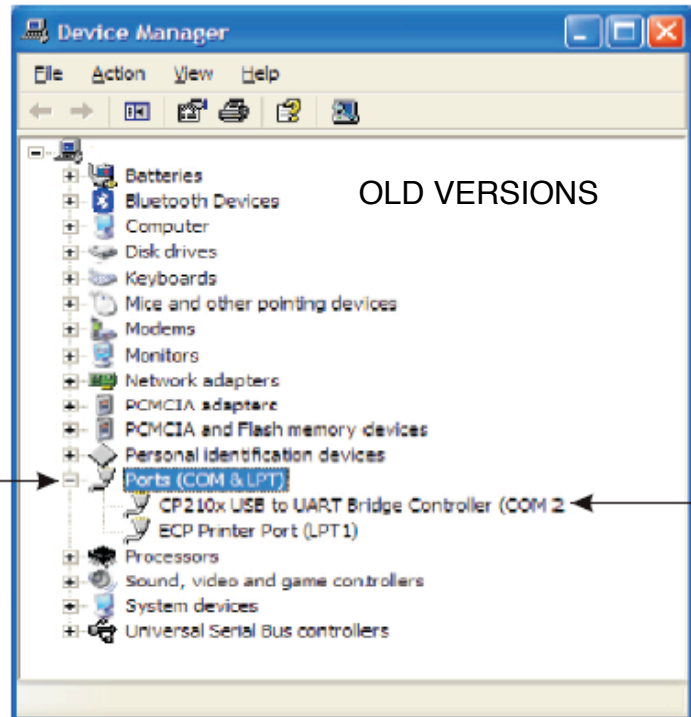 Device Manager
File Action View Help
Batteries
OLD VERSIONS
Bluetooth Devices
Computer
Disk drives
Keyboards
Mice and other pointing devices
Modems
Monitors
Network adapters
PCMCIA adapters
PCMCIA and Flash memory devices
Personal identification devices
Ports (COM & LPT)
CP210x USB to UART Bridge Controller (COM 2
ECP Printer Port (LPT1)
Processors
Sound, video and game controllers
System devices
Universal Serial Bus controllers